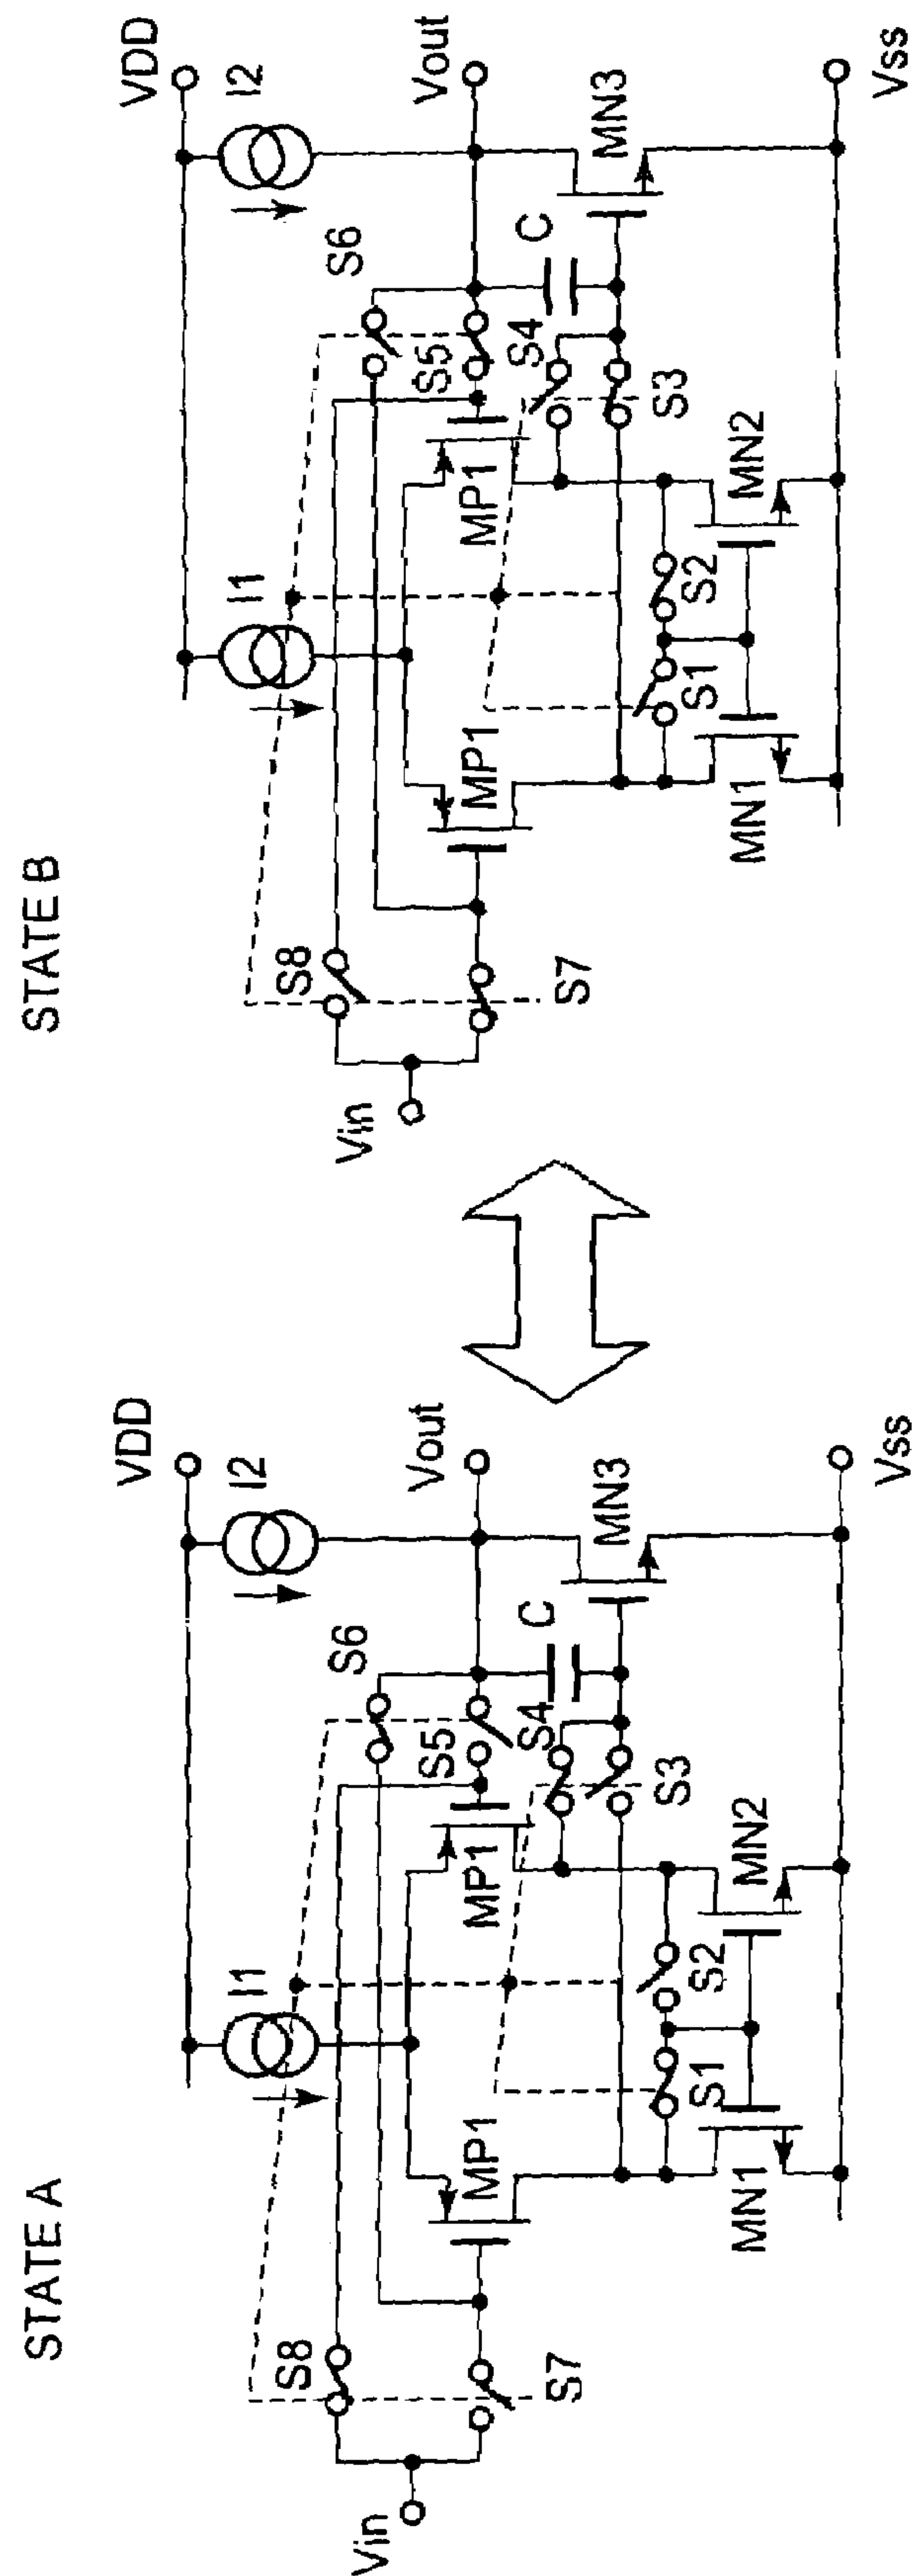 STATE A
VDD
I1
I2
S6
Vout
S8
S5
S4
C
MP1
MP1
MN3
Vin
S7
S3
S1
S2
MN1
MN2
Vss
STATE B
VDD
I1
I2
S6
Vout
S8
S5
S4
C
MP1
MP1
MN3
Vin
S7
S3
S1
S2
MN1
MN2
Vss